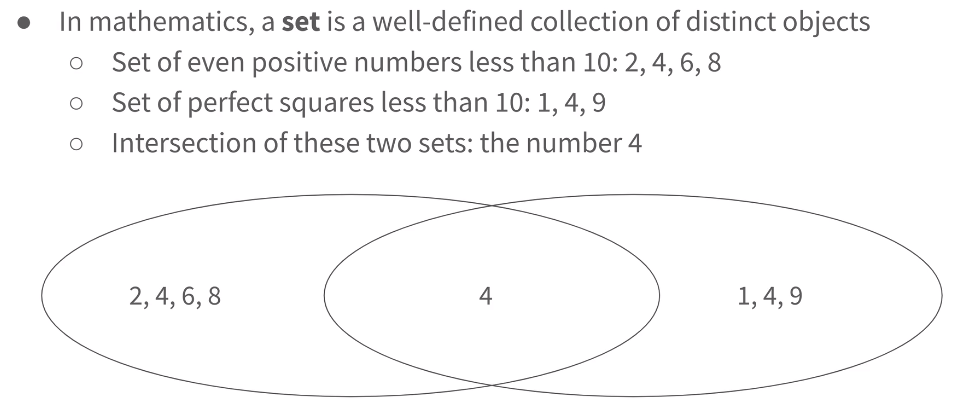 ● In mathematics, a set is a well-defined collection of distinct objects
○ Set of even positive numbers less than 10: 2, 4, 6, 8
○ Set of perfect squares less than 10: 1, 4, 9
○ Intersection of these two sets: the number 4
2, 4, 6, 8
4
1, 4, 9